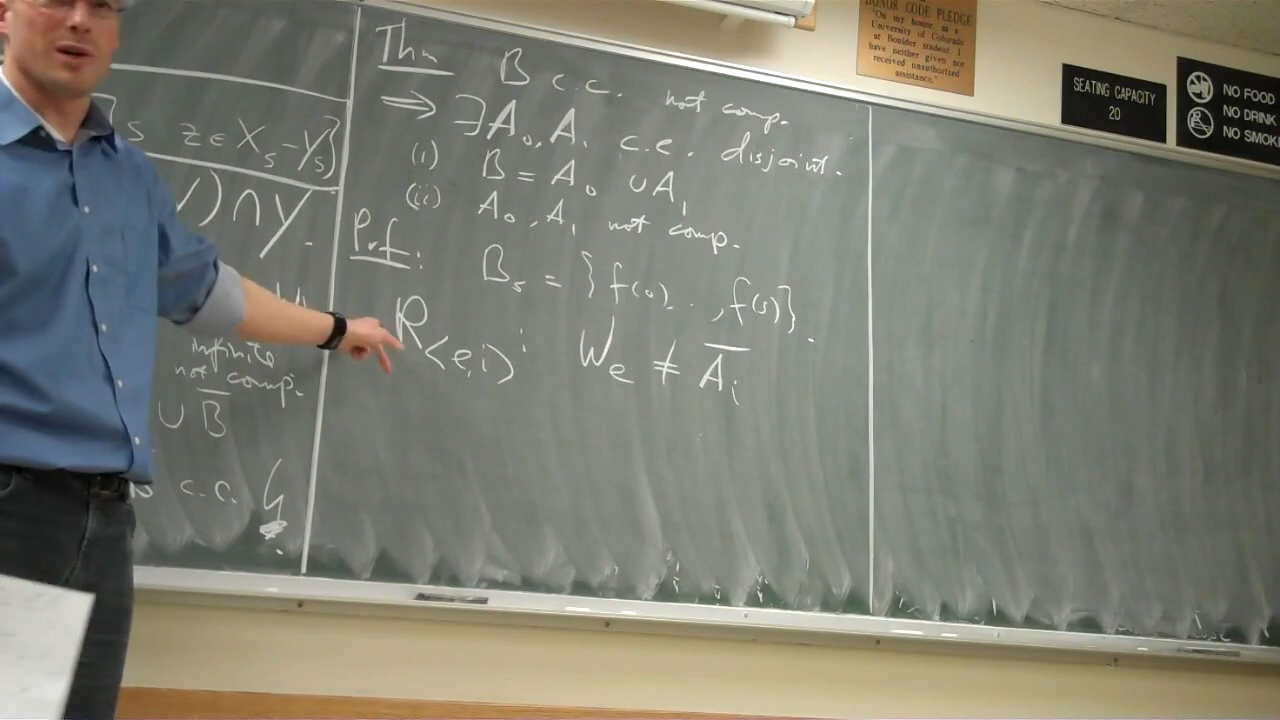 }s z ∈ Xs - Ys}
) ∩ Y.
infinite
not comp.
∪ B̅
c.e. ↯
Thm B c.e. not comp.
⟹ ∃A₀, A₁ c.e. disjoint.
(i) B = A₀ ∪ A₁
(ii) A₀, A₁ not comp.
Prf: Bs = {f(0).. , f(s)}.
R<e,i> : We ≠ A̅i
HONOR CODE PLEDGE
"On my honor, as a
University of Colorado
at Boulder student I
have neither given nor
received unauthorized
assistance."
SEATING CAPACITY
20
NO FOOD
NO DRINK
NO SMOKI